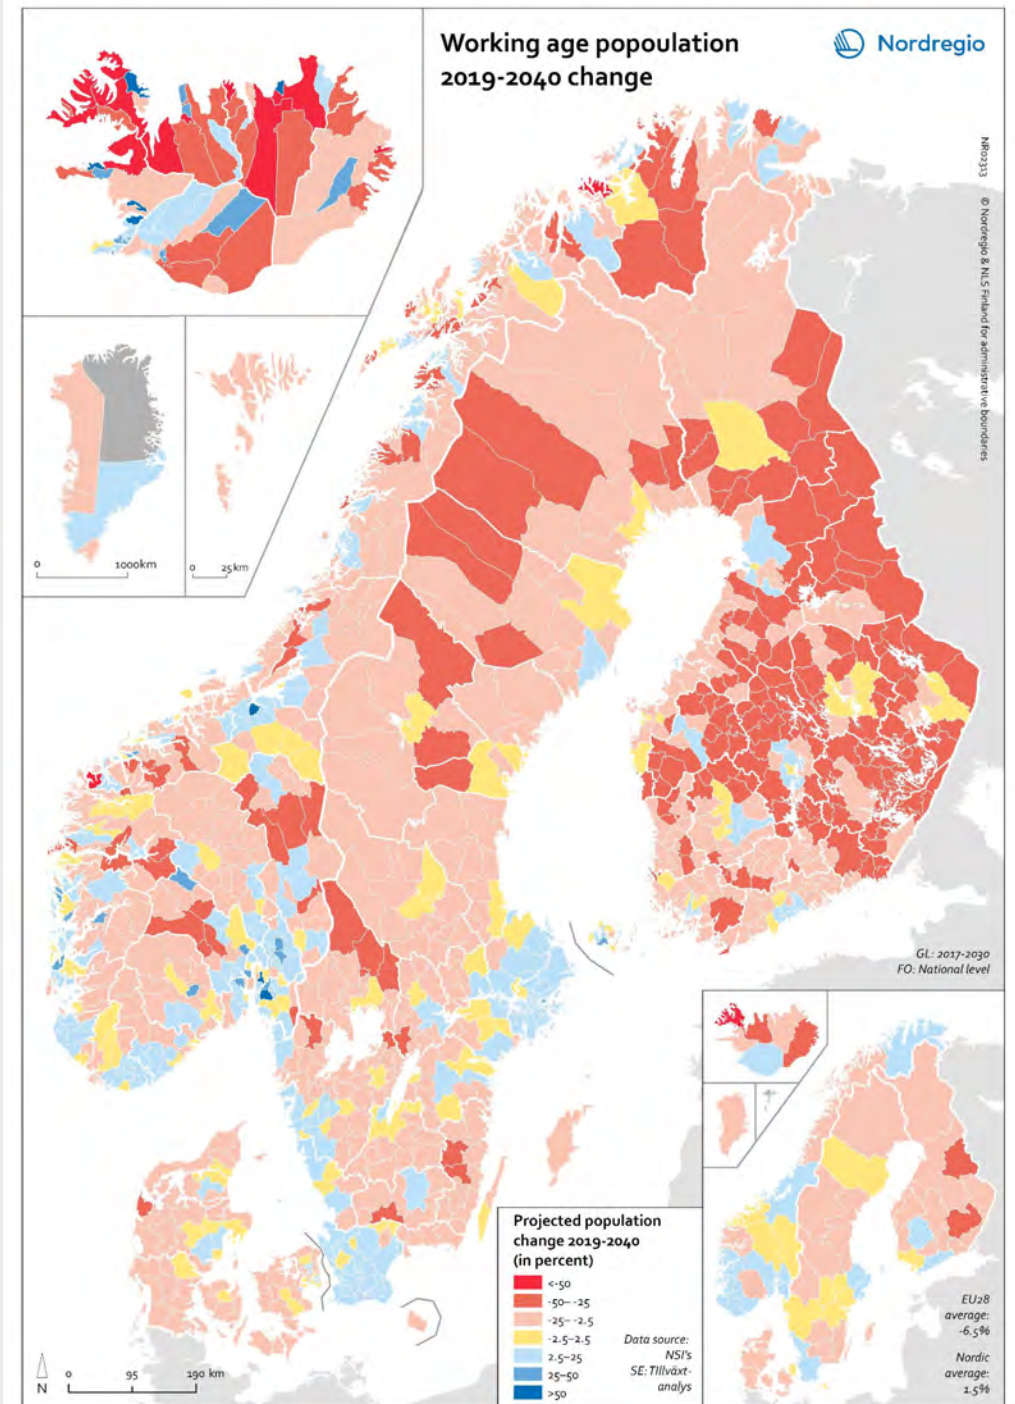 Working age popoulation
2019-2040 change
Nordregio
NR02313 © Nordregio & NLS Finland for administrative boundaries
0 1000km
0 25km
GL: 2017-2030
FO: National level
Projected population
change 2019-2040
(in percent)
<-50
-50--25
-25--2.5
-2.5-2.5
2.5-25
25-50
>50
Data source:
NSI's
SE: Tillväxt-
analys
EU28
average:
-6.5%
Nordic
average:
1.5%
N
0 95 190 km